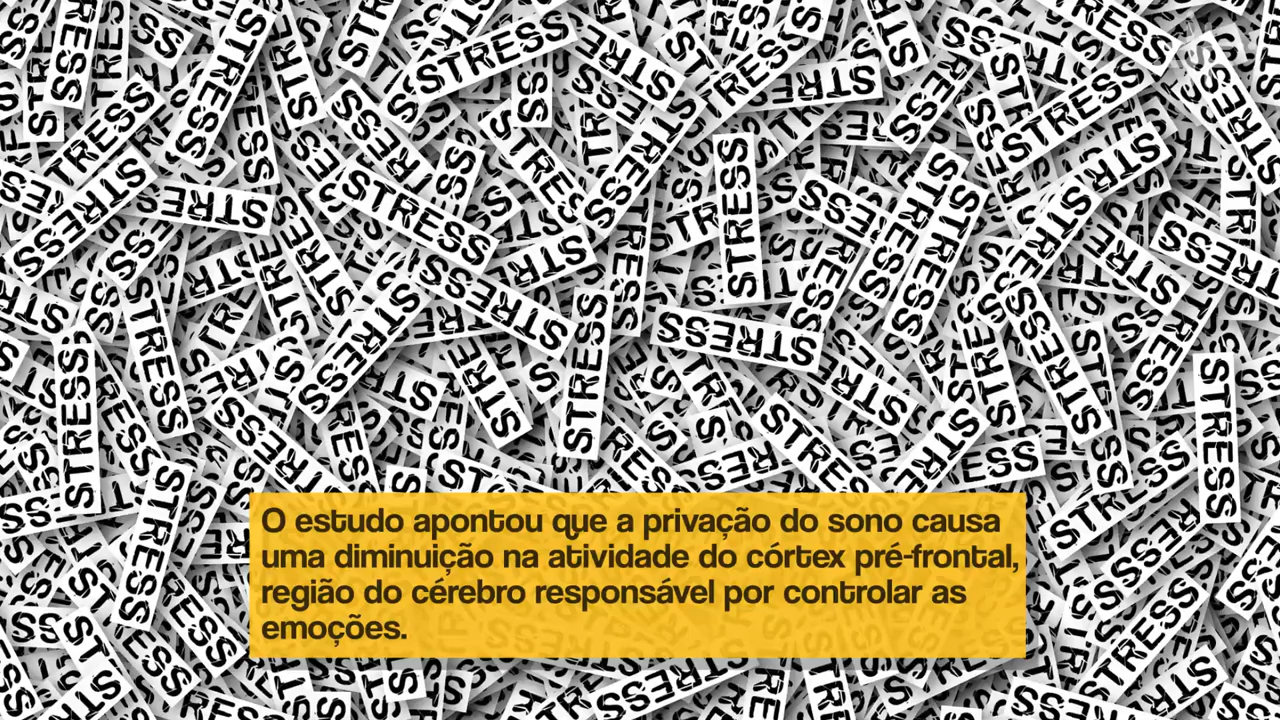 STRESS
O estudo apontou que a privação do sono causa
uma diminuição na atividade do córtex pré-frontal,
região do cérebro responsável por controlar as
emoções.